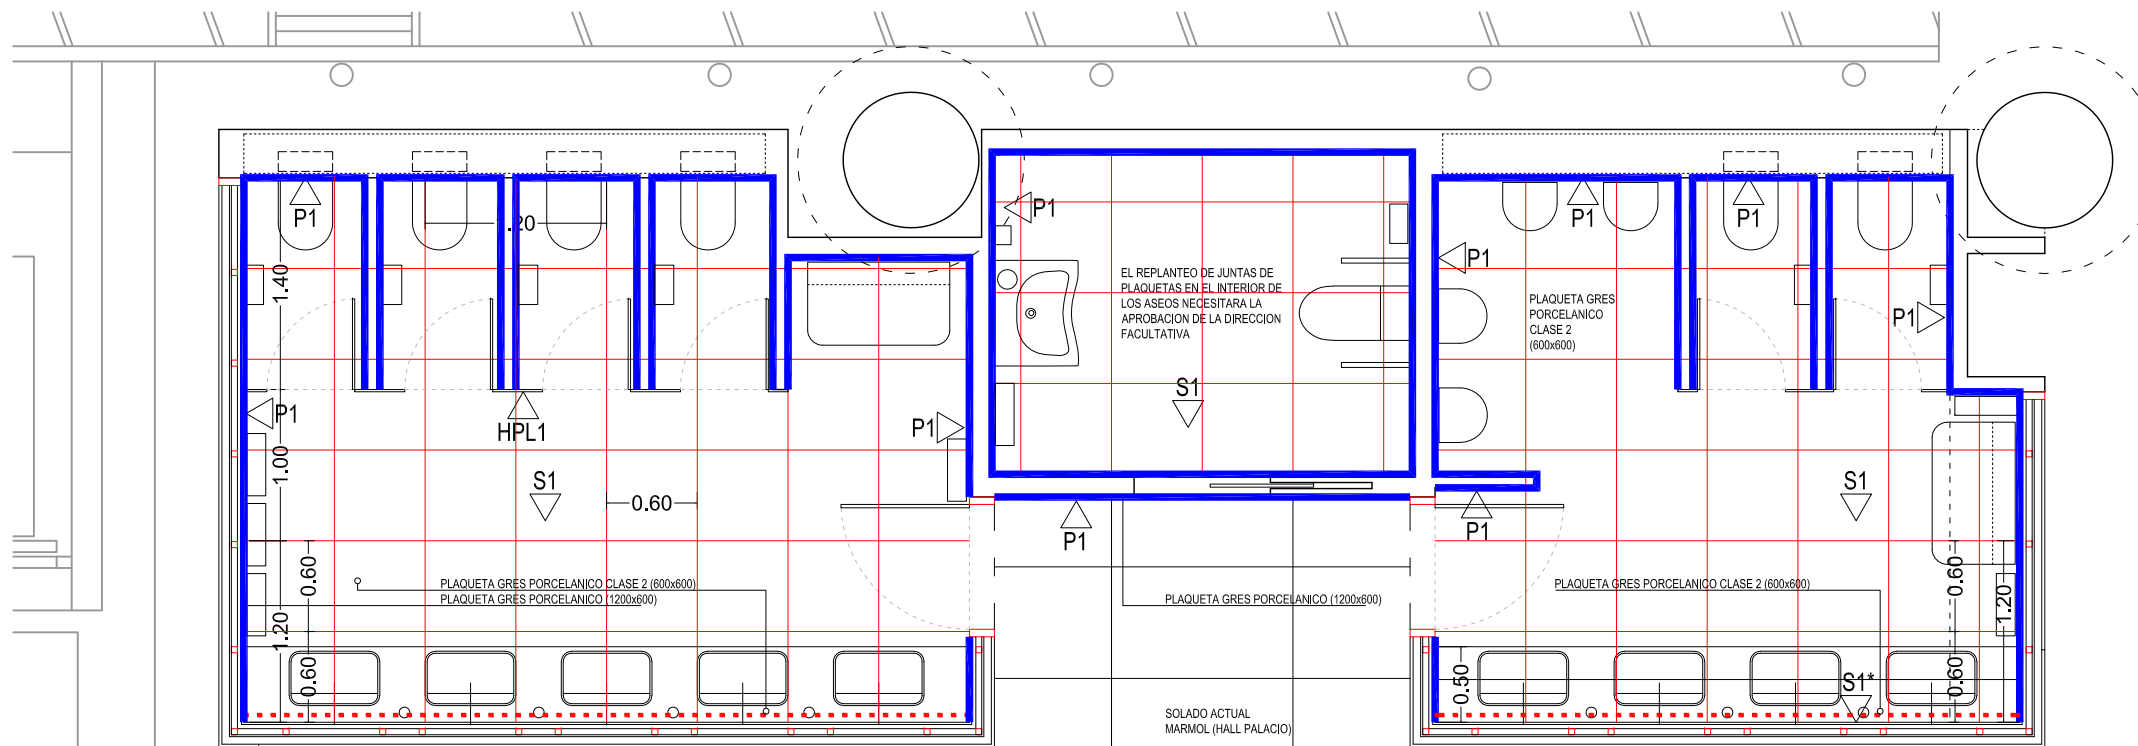 P1
1.20
P1
P1
P1
P1
1.40
EL REPLANTEO DE JUNTAS DE
PLAQUETAS EN EL INTERIOR DE
LOS ASEOS NECESITARA LA
APROBACION DE LA DIRECCION
FACULTATIVA
PLAQUETA GRES
PORCELANICO
CLASE 2
(600x600)
P1
P1
S1
P1
HPL1
P1
1.00
S1
0.60
S1
P1
P1
0.60
PLAQUETA GRES PORCELANICO CLASE 2 (600x600)
PLAQUETA GRES PORCELANICO (1200x600)
PLAQUETA GRES PORCELANICO (1200x600)
PLAQUETA GRES PORCELANICO CLASE 2 (600x600)
0.60
1.20
1.20
0.60
0.50
S1*
0.60
SOLADO ACTUAL
MARMOL (HALL PALACIO)